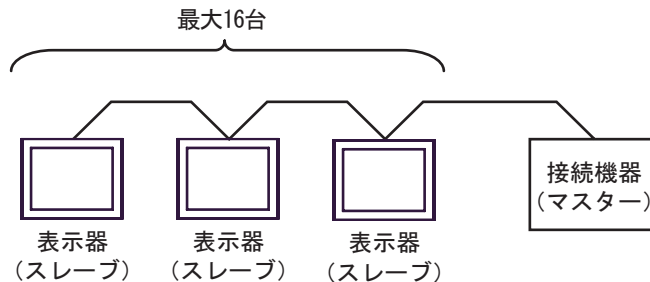 最大16台
接続機器
(マスター)
表示器
(スレーブ)
表示器
(スレーブ)
表示器
(スレーブ)